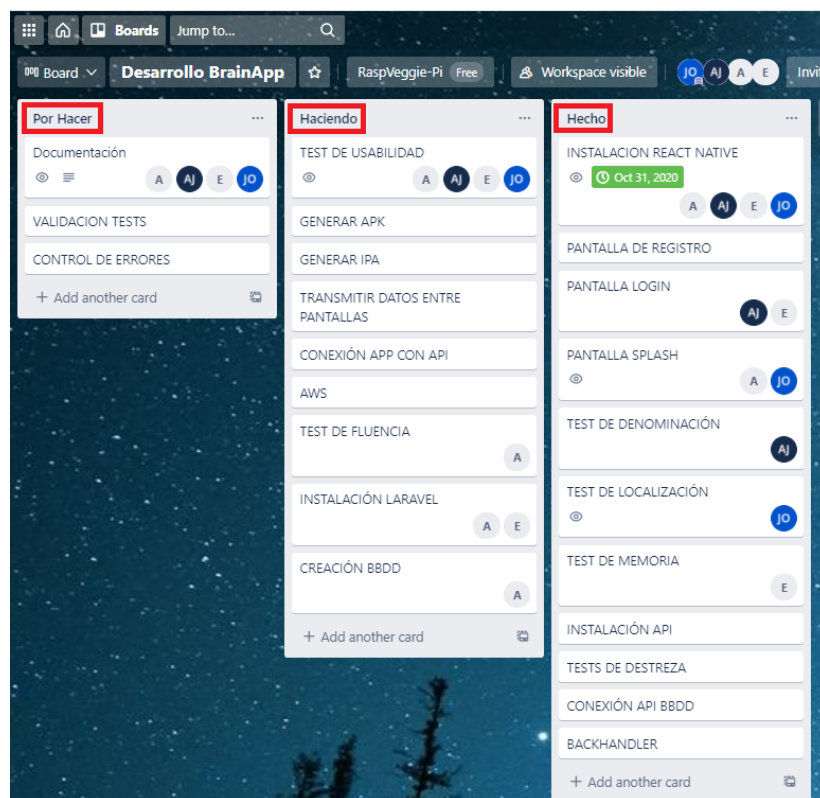 Boards Jump to...
Board Desarrollo BrainApp RaspVeggie-Pi Free Workspace visible JO AJ A E
Por Hacer
Documentación
A AJ E JO
VALIDACION TESTS
CONTROL DE ERRORES
+ Add another card
Haciendo
TEST DE USABILIDAD
A AJ E JO
GENERAR APK
GENERAR IPA
TRANSMITIR DATOS ENTRE
PANTALLAS
CONEXIÓN APP CON API
AWS
TEST DE FLUENCIA
A
INSTALACIÓN LARAVEL
A E
CREACIÓN BBDD
A
+ Add another card
Hecho
INSTALACION REACT NATIVE
Oct 31, 2020
A AJ E JO
PANTALLA DE REGISTRO
PANTALLA LOGIN
AJ E
PANTALLA SPLASH
A JO
TEST DE DENOMINACIÓN
AJ
TEST DE LOCALIZACIÓN
JO
TEST DE MEMORIA
E
INSTALACIÓN API
TESTS DE DESTREZA
CONEXIÓN API BBDD
BACKHANDLER
+ Add another card